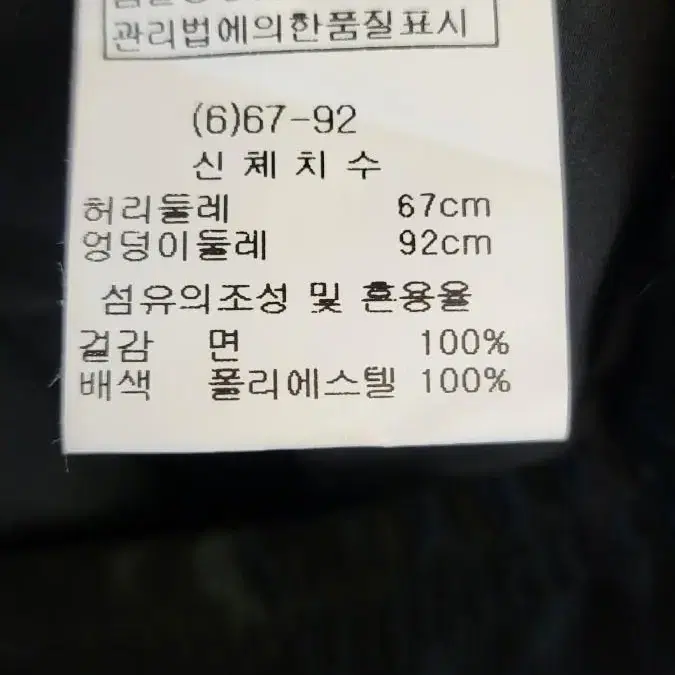 관리법에의한품질표시
(6)67-92
신 체 치 수
허리둘레 67cm
엉덩이둘레 92cm
섬유의조성 및 혼용율
겉감 면 100%
배색 폴리에스텔 100%